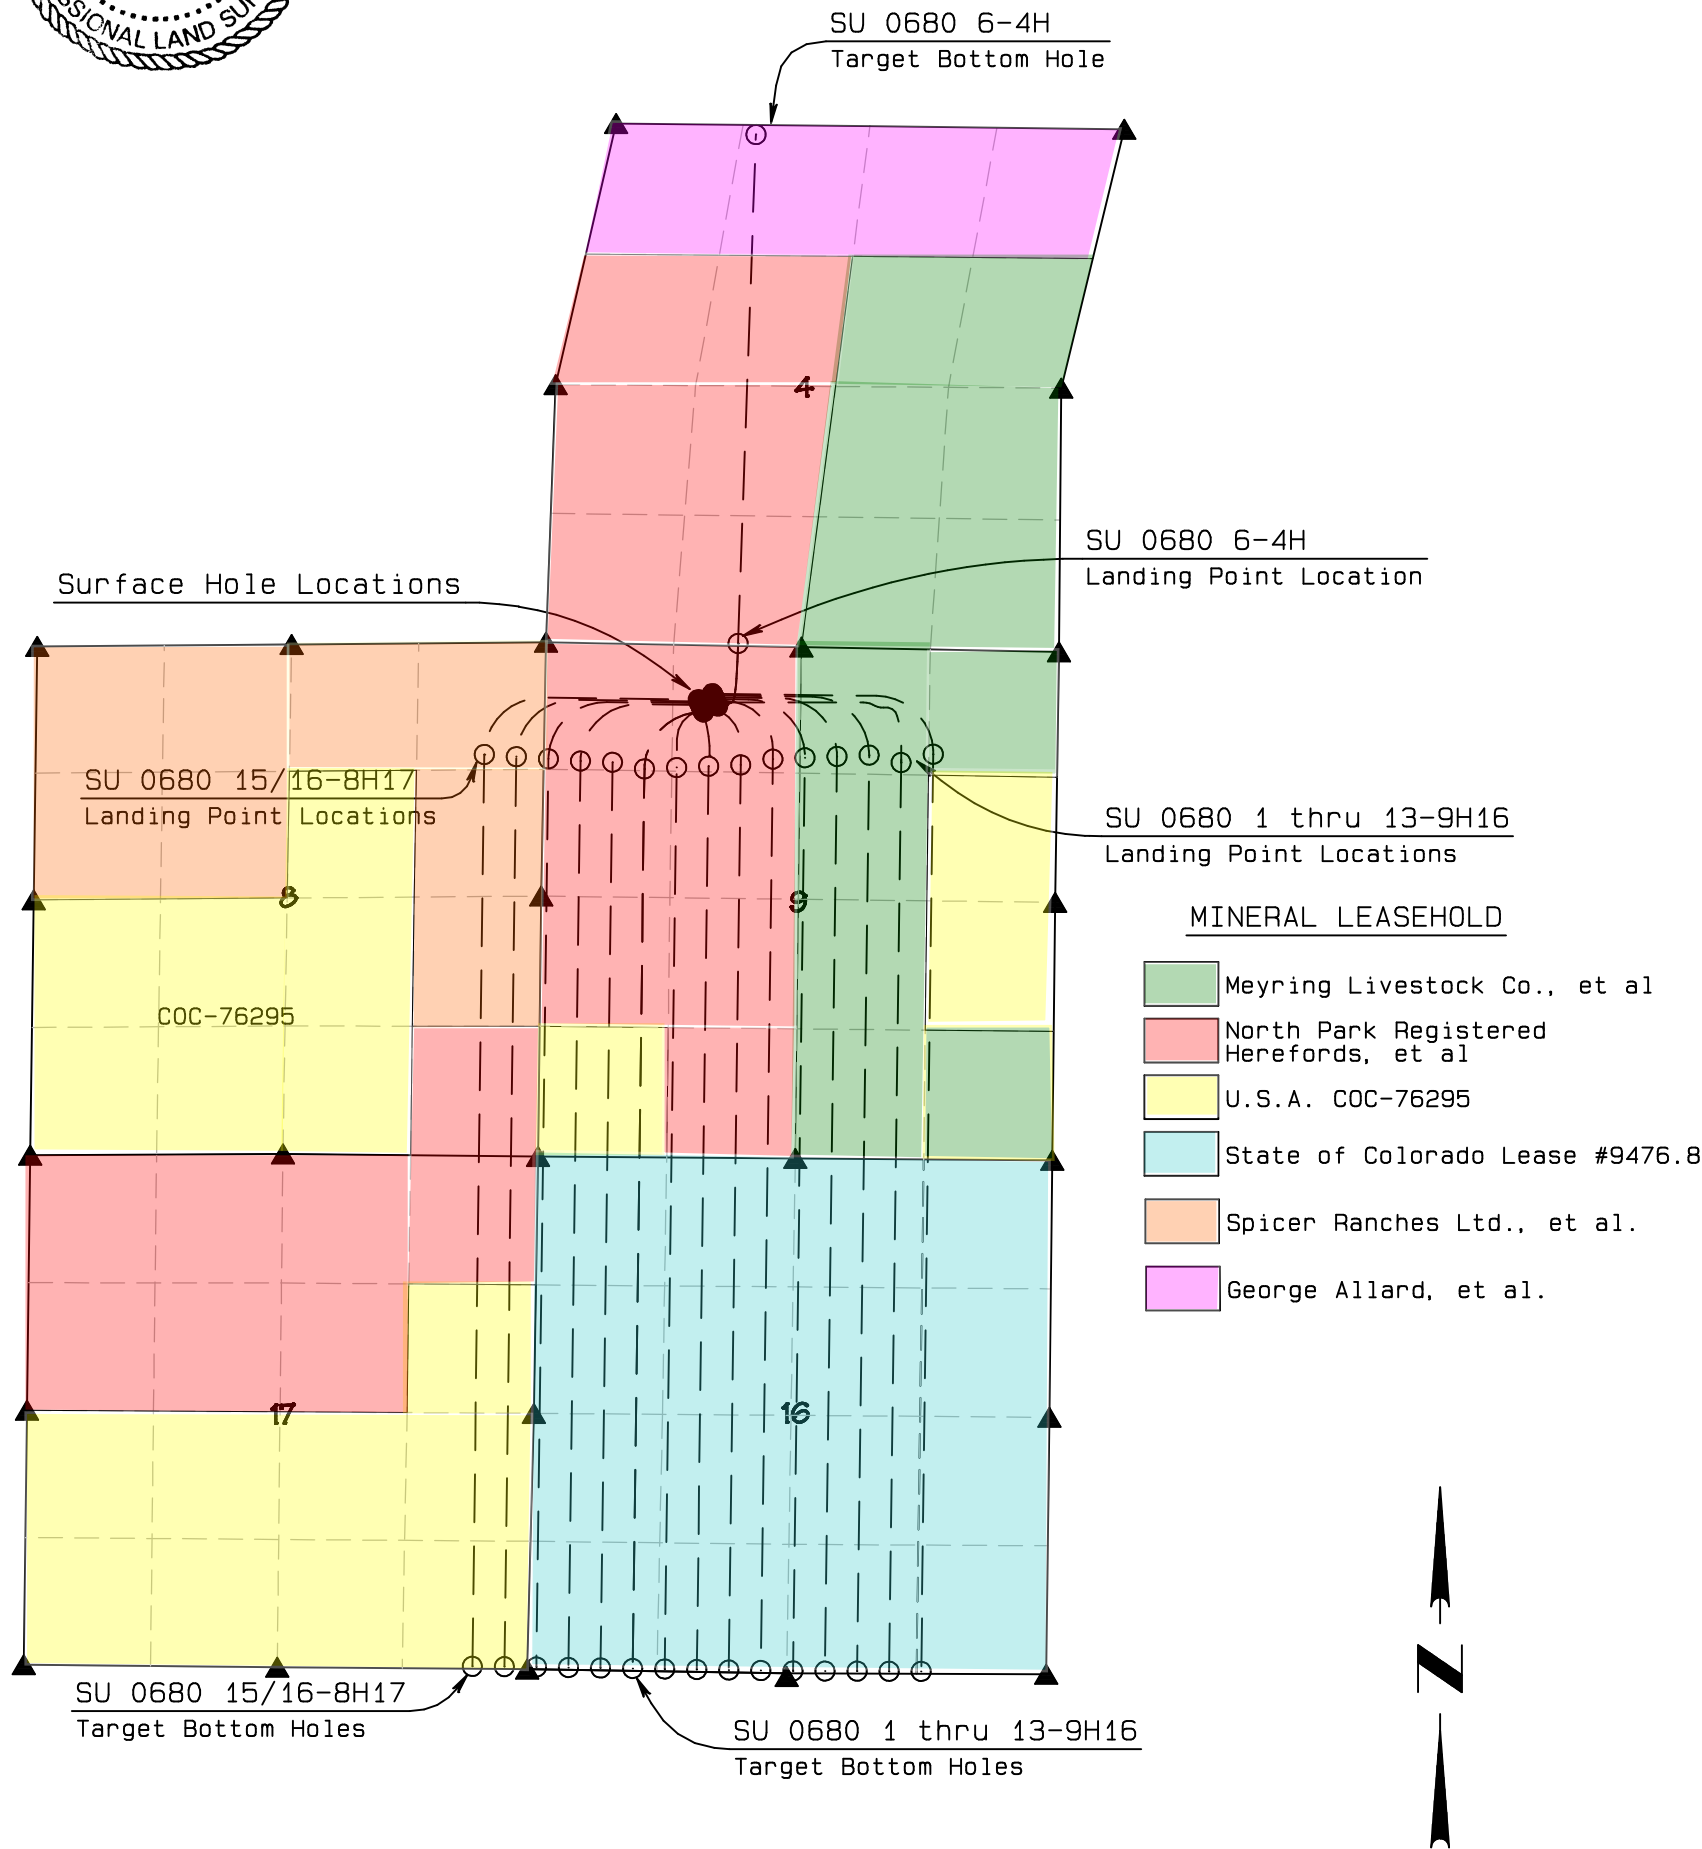 SSIONAL LAND SUR
SU 0680 6-4H
Target Bottom Hole
4
SU 0680 6-4H
Landing Point Location
Surface Hole Locations
SU 0680 15/16-8H17
Landing Point Locations
SU 0680 1 thru 13-9H16
Landing Point Locations
8
9
MINERAL LEASEHOLD
Meyring Livestock Co., et al
North Park Registered
Herefords, et al
U.S.A. COC-76295
State of Colorado Lease #9476.8
Spicer Ranches Ltd., et al.
George Allard, et al.
COC-76295
17
16
N
SU 0680 15/16-8H17
Target Bottom Holes
SU 0680 1 thru 13-9H16
Target Bottom Holes